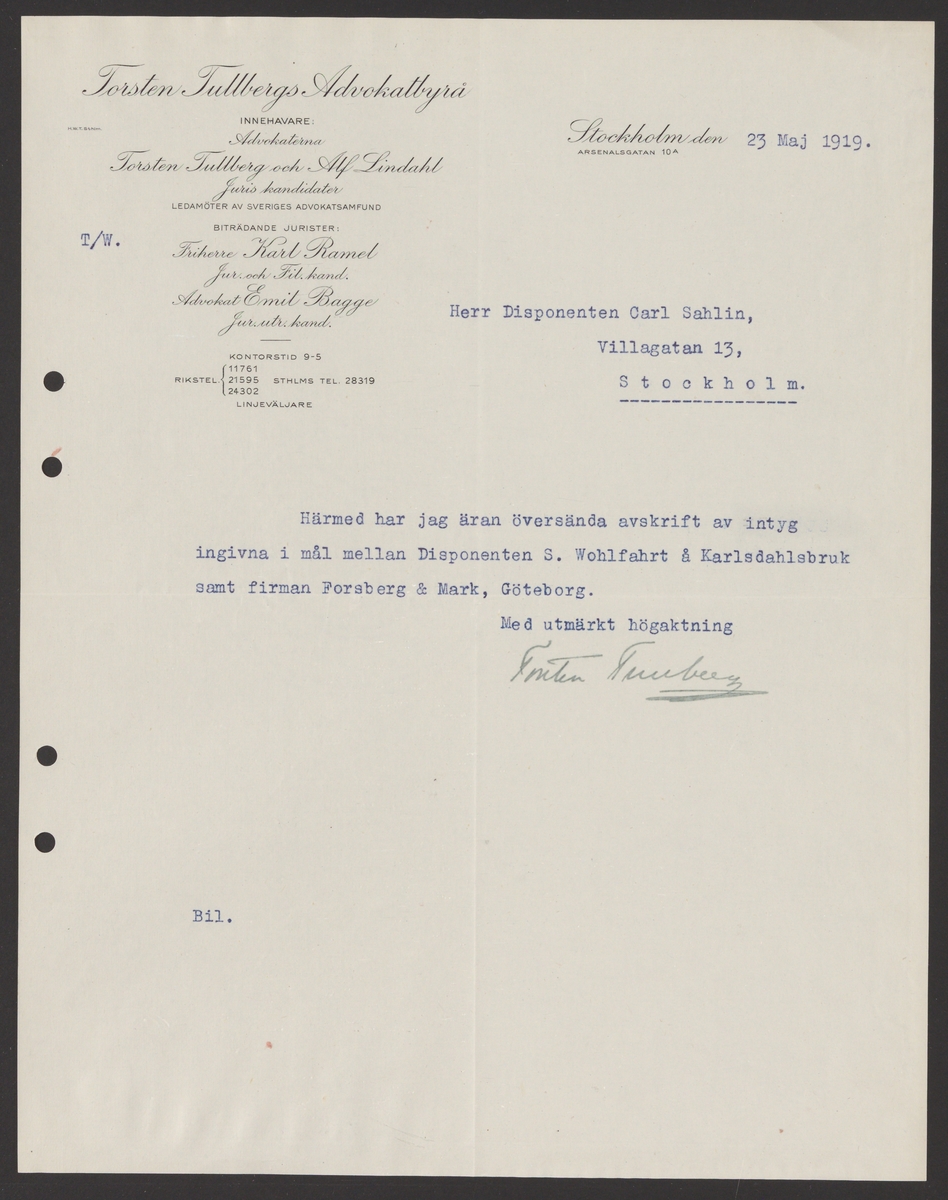 Torsten Tullbergs Advokatbyrå
INNEHAVARE:
Advokaterna
Torsten Tullberg och Alf Lindahl
Juris kandidater
LEDAMÖTER AV SVERIGES ADVOKATSAMFUND
BITRÄDANDE JURISTER:
Friherre Karl Ramel
Jur. och Fil. kand.
Advokat Emil Bagge
Jur. utr. kand.
KONTORSTID 9-5
11761
RIKSTEL. 21595 STHLMS TEL. 28319
24302
LINJEVÄLJARE
T/W.
Stockholm den 23 Maj 1919.
ARSENALSGATAN 10A
Herr Disponenten Carl Sahlin,
Villagatan 13,
S t o c k h o l m.
Härmed har jag äran översända avskrift av intyg
ingivna i mål mellan Disponenten S. Wohlfahrt å Karlsdahlsbruk
samt firman Forsberg & Mark, Göteborg.
Med utmärkt högaktning
Torsten Tullberg
Bil.